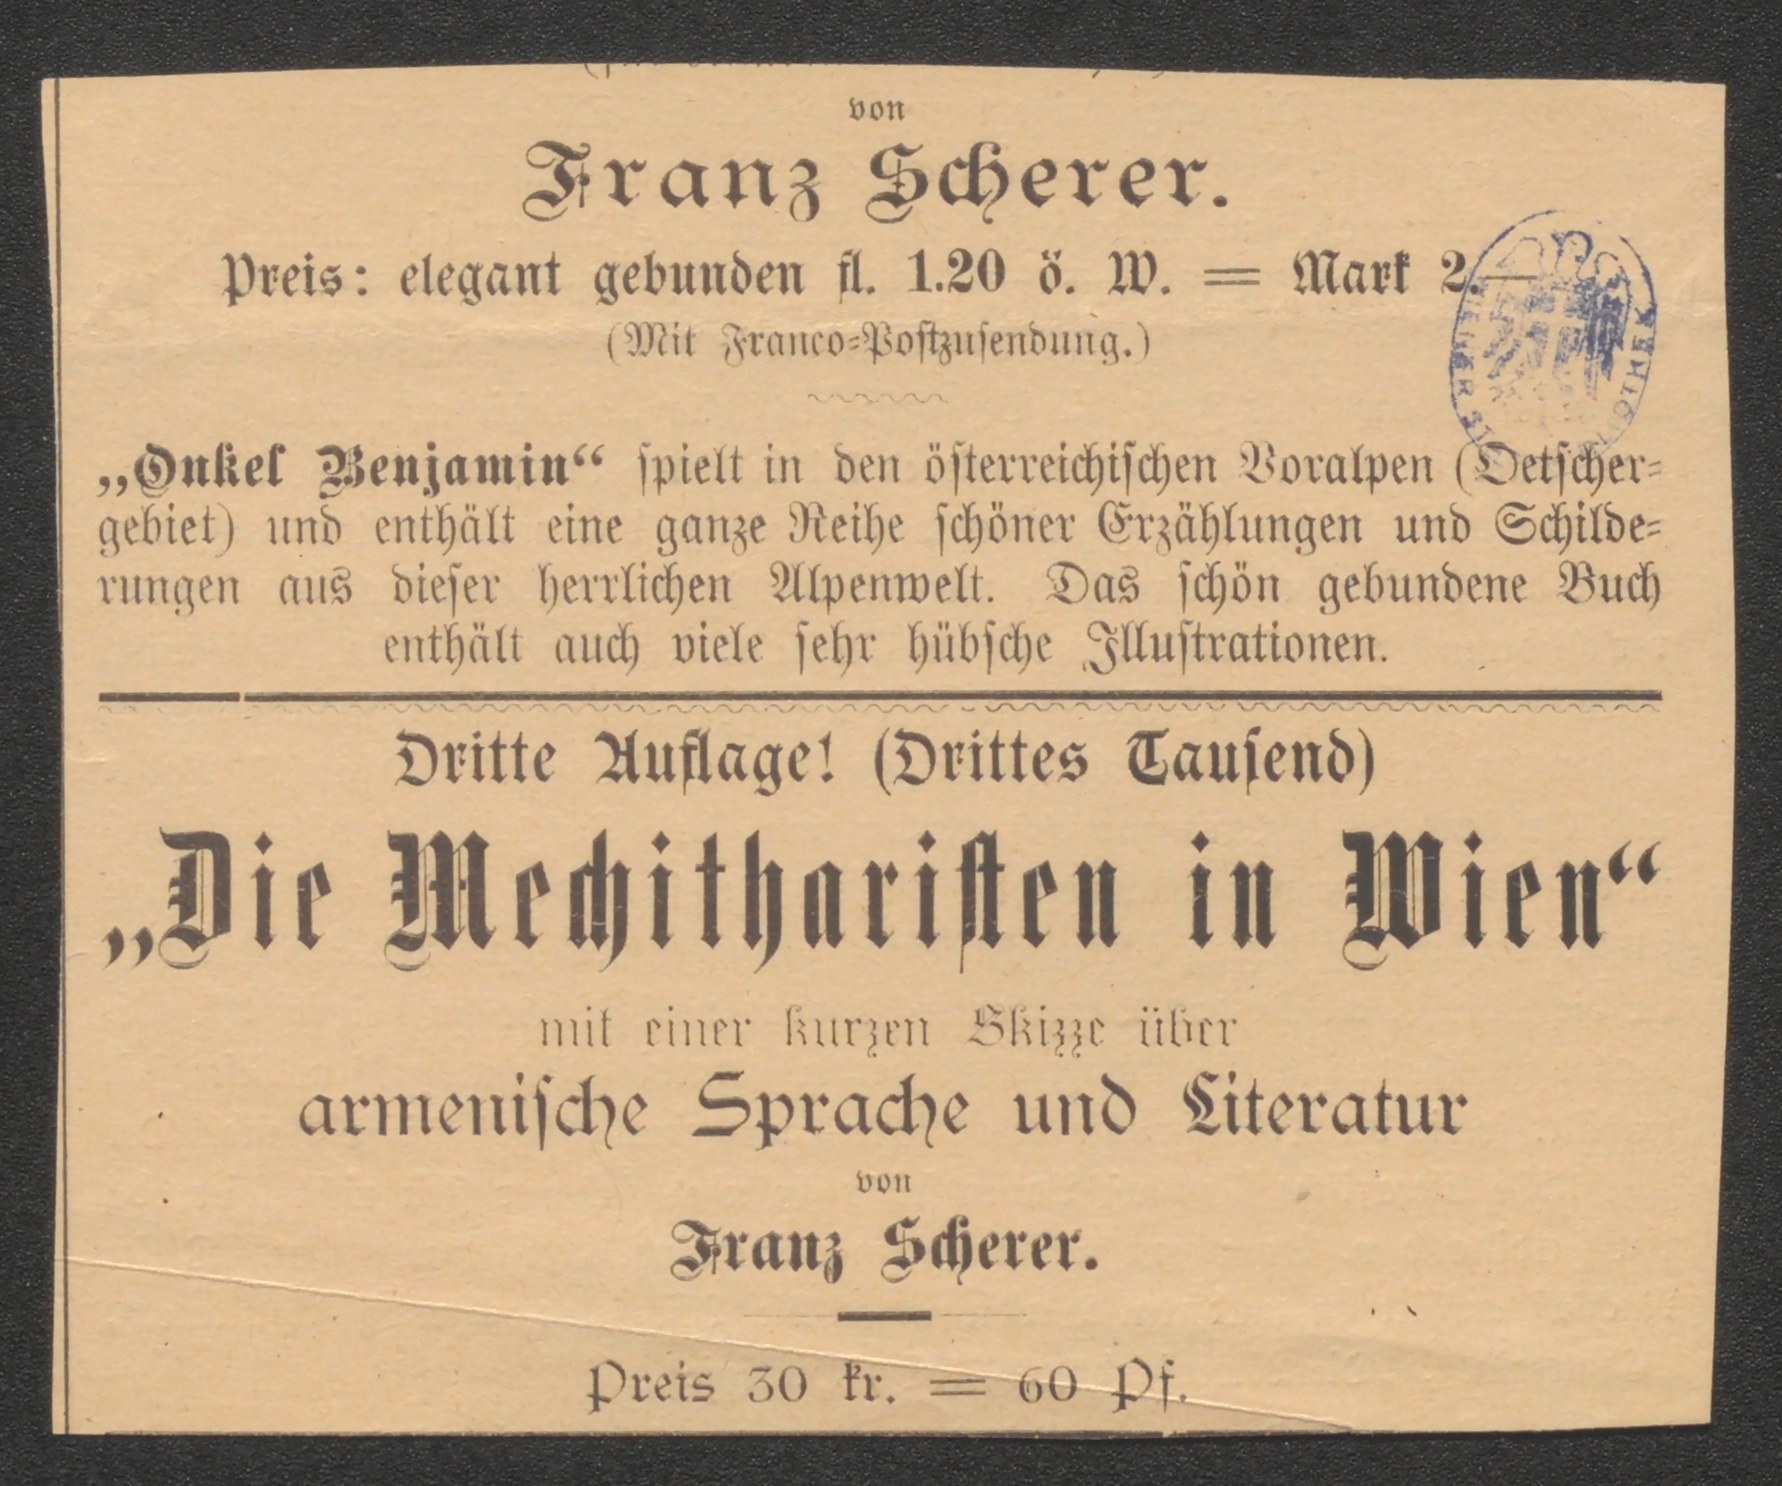 von
Franz Scherer.
Preis: elegant gebunden fl. 1.20 ö. W. = Mark 2.—
(Mit Franco-Postzusendung.)
„Onkel Benjamin“ spielt in den österreichischen Voralpen (Oetscher-
gebiet) und enthält eine ganze Reihe schöner Erzählungen und Schilde-
rungen aus dieser herrlichen Alpenwelt. Das schön gebundene Buch
enthält auch viele sehr hübsche Illustrationen.
Dritte Auflage! (Drittes Tausend)
„Die Mechitharisten in Wien“
mit einer kurzen Skizze über
armenische Sprache und Literatur
von
Franz Scherer.
Preis 30 kr. = 60 Pf.